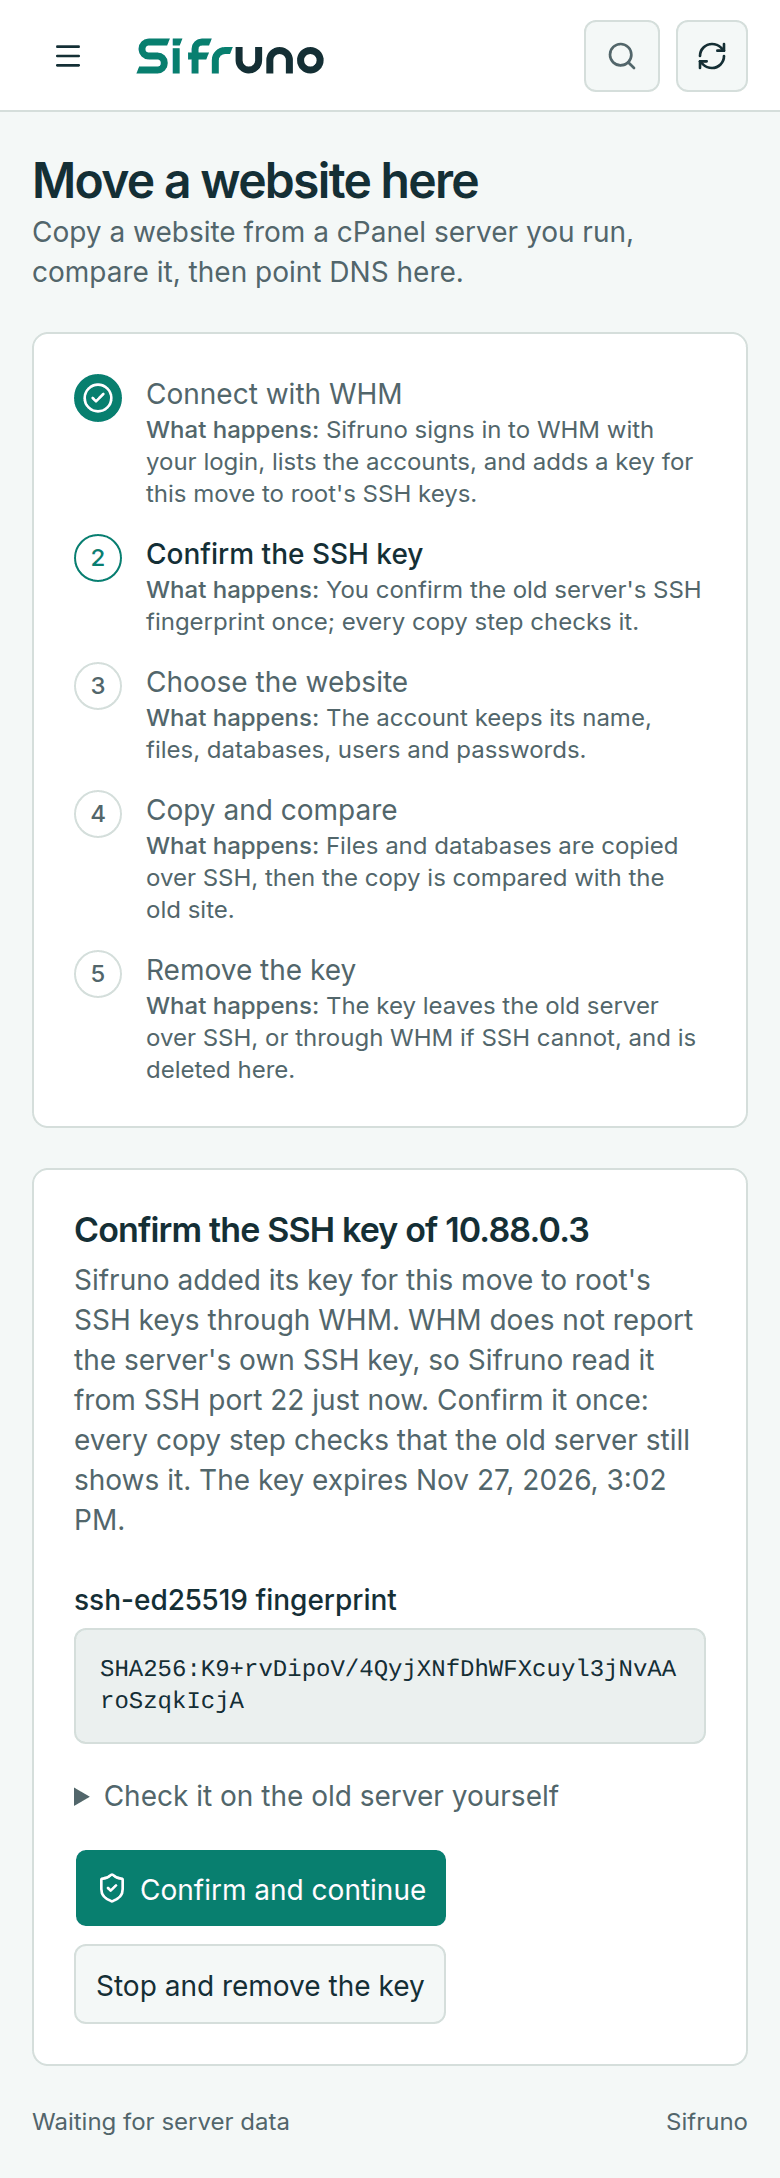 Sifruno
Move a website here
Copy a website from a cPanel server you run,
compare it, then point DNS here.
Connect with WHM
What happens: Sifruno signs in to WHM with
your login, lists the accounts, and adds a key for
this move to root's SSH keys.
2
Confirm the SSH key
What happens: You confirm the old server's SSH
fingerprint once; every copy step checks it.
3
Choose the website
What happens: The account keeps its name,
files, databases, users and passwords.
4
Copy and compare
What happens: Files and databases are copied
over SSH, then the copy is compared with the
old site.
5
Remove the key
What happens: The key leaves the old server
over SSH, or through WHM if SSH cannot, and is
deleted here.
Confirm the SSH key of 10.88.0.3
Sifruno added its key for this move to root's
SSH keys through WHM. WHM does not report
the server's own SSH key, so Sifruno read it
from SSH port 22 just now. Confirm it once:
every copy step checks that the old server still
shows it. The key expires Nov 27, 2026, 3:02
PM.
ssh-ed25519 fingerprint
SHA256:K9+rvDipoV/4QyjXNfDhWFXcuyl3jNvAA
roSzqkIcjA
Check it on the old server yourself
Confirm and continue
Stop and remove the key
Waiting for server data
Sifruno